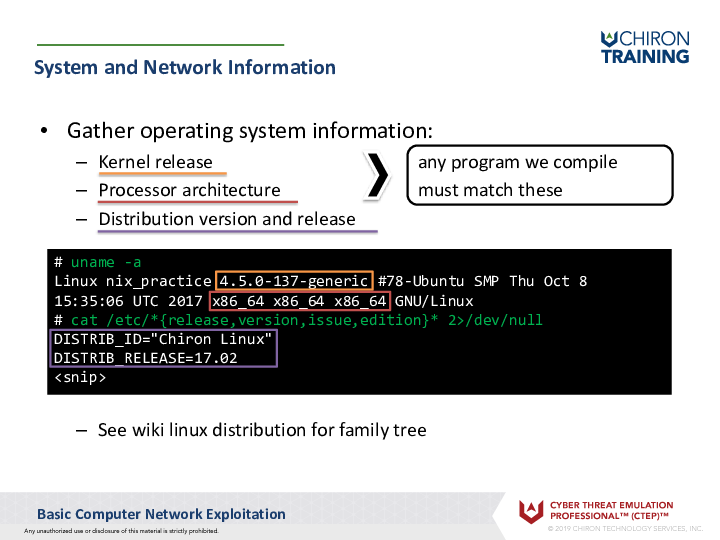 CHIRON
TRAINING
System and Network Information
• Gather operating system information:
– Kernel release
– Processor architecture
– Distribution version and release
any program we compile
must match these
# uname -a
Linux nix_practice 4.5.0-137-generic #78-Ubuntu SMP Thu Oct 8
15:35:06 UTC 2017 x86_64 x86_64 x86_64 GNU/Linux
# cat /etc/*{release,version,issue,edition}* 2>/dev/null
DISTRIB_ID="Chiron Linux"
DISTRIB_RELEASE=17.02
<snip>
– See wiki linux distribution for family tree
Basic Computer Network Exploitation
Any unauthorized use or disclosure of this material is strictly prohibited.
CYBER THREAT EMULATION
PROFESSIONAL™ (CTEP)™
© 2019 CHIRON TECHNOLOGY SERVICES, INC.